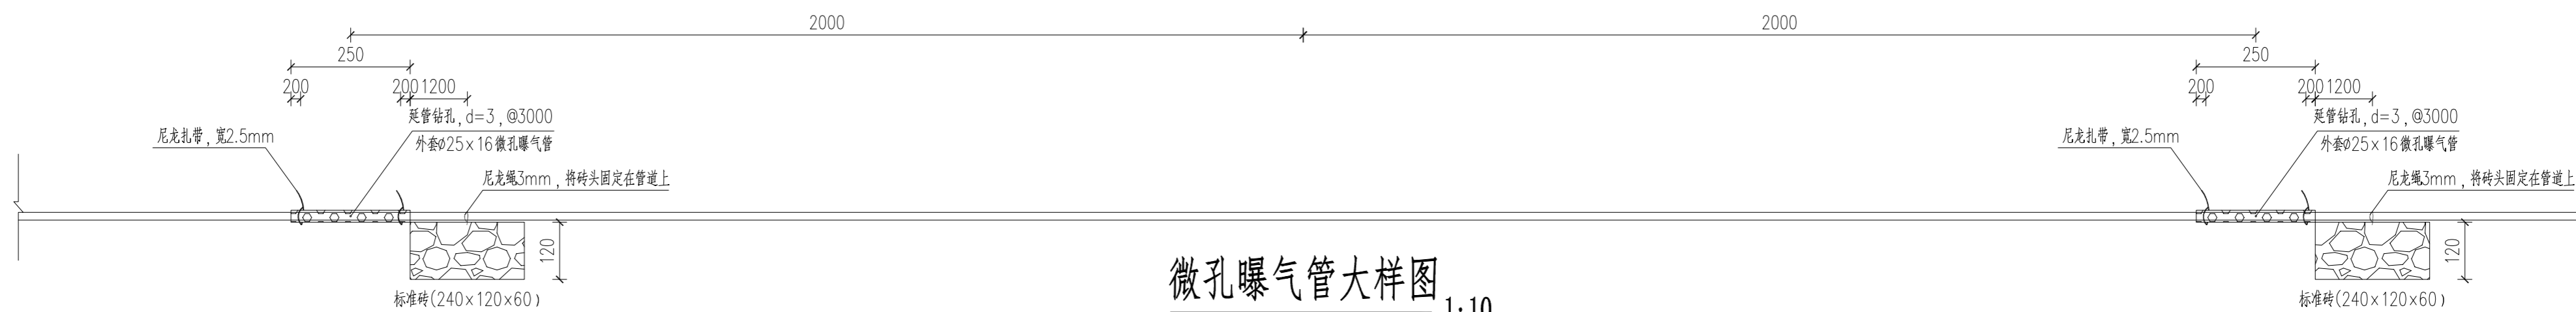 2000
2000
250
250
200
200
1200
200
200
1200
延管钻孔,d=3,@3000
延管钻孔,d=3,@3000
尼龙扎带,宽2.5mm
外套ø25×16微孔曝气管
尼龙扎带,宽2.5mm
外套ø25×16微孔曝气管
尼龙绳3mm,将砖头固定在管道上
尼龙绳3mm,将砖头固定在管道上
120
120
微孔曝气管大样图
1:10
标准砖(240×120×60)
标准砖(240×120×60)